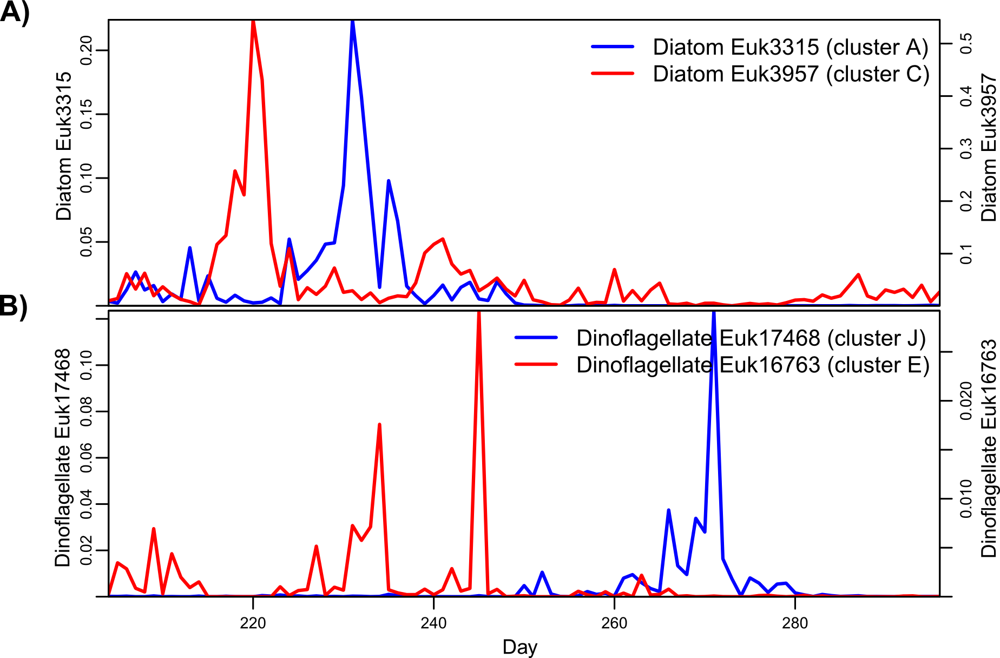 A)
Diatom Euk3315
0.05
0.10
0.15
0.20
Diatom Euk3315 (cluster A)
Diatom Euk3957 (cluster C)
0.1
0.2
0.3
0.4
0.5
Diatom Euk3957
B)
Dinoflagellate Euk17468
0.02
0.04
0.06
0.08
0.10
Dinoflagellate Euk17468 (cluster J)
Dinoflagellate Euk16763 (cluster E)
0.010
0.020
Dinoflagellate Euk16763
220
240
260
280
Day